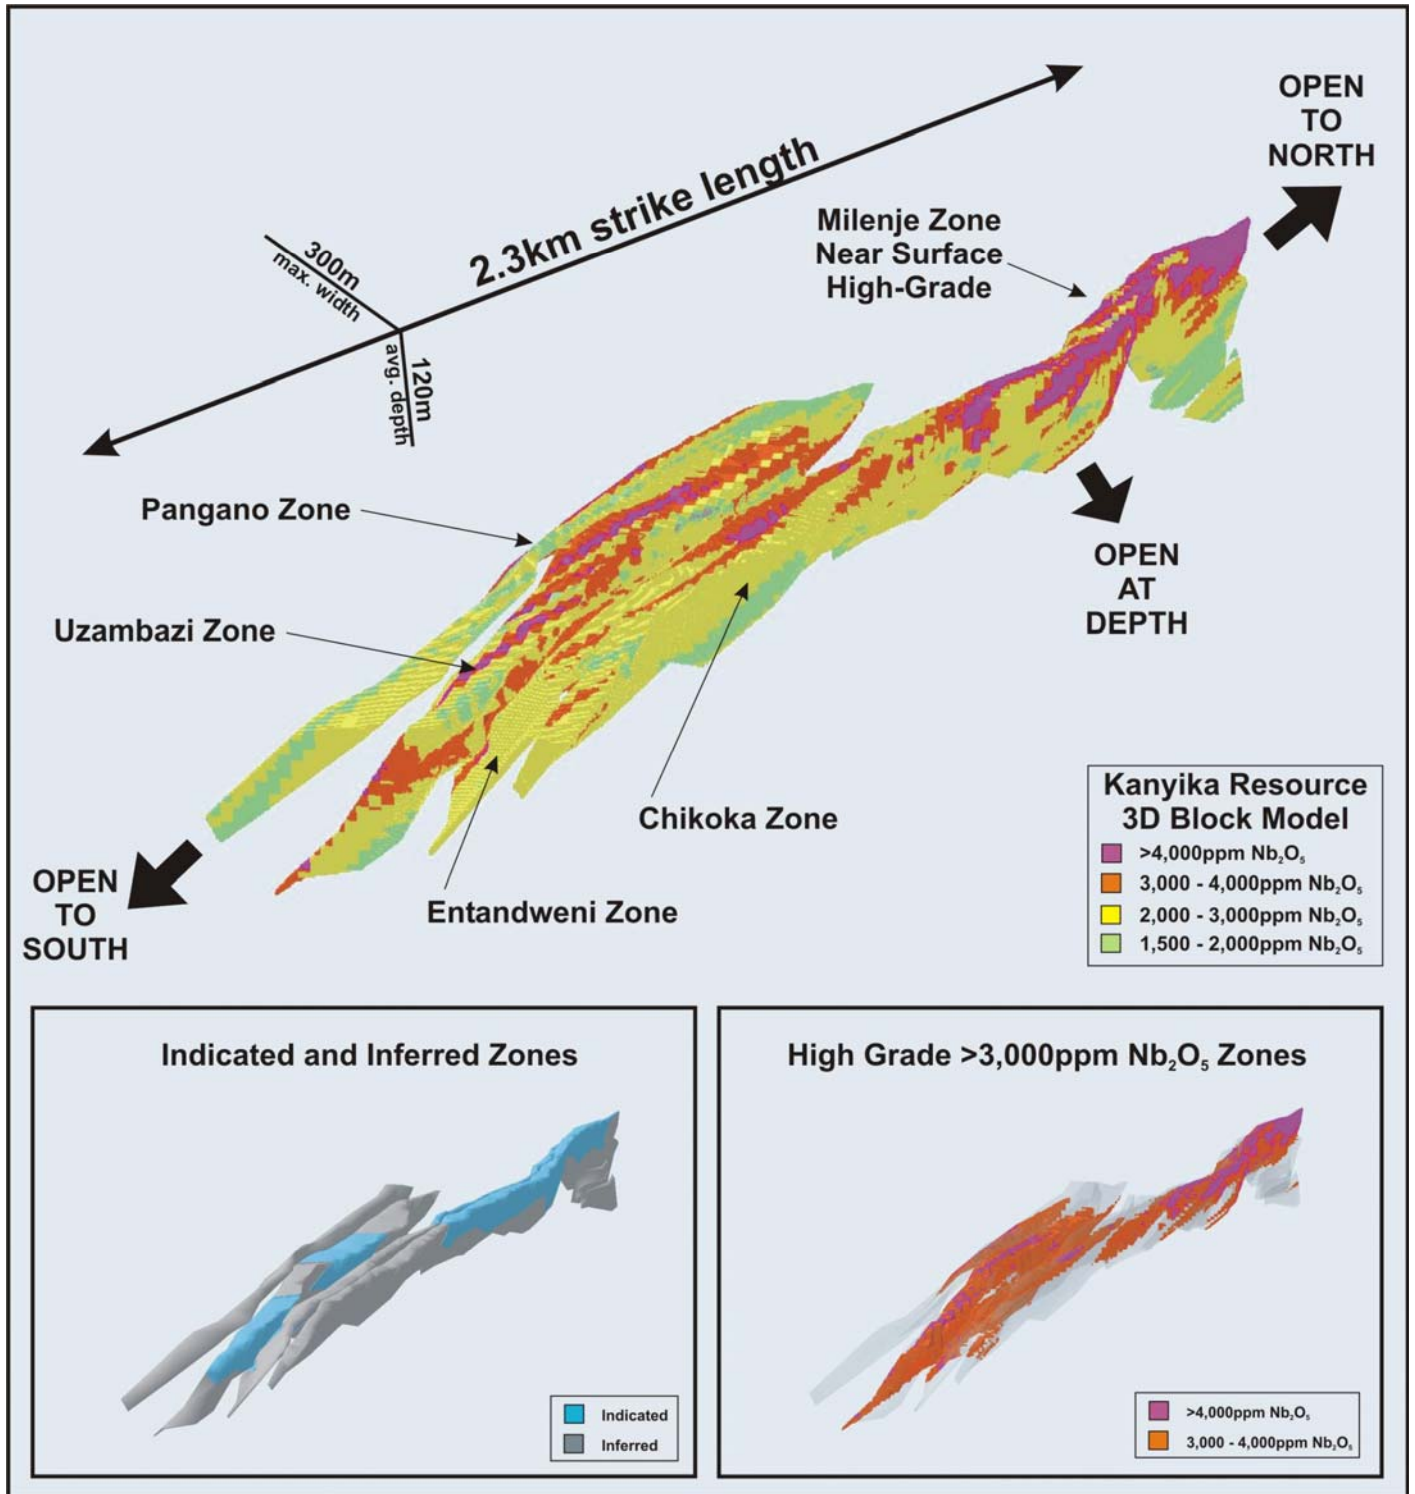 2.3km strike length
300m
max. width
120m
avg. depth
OPEN
TO
NORTH
Milenje Zone
Near Surface
High-Grade
Pangano Zone
Uzambazi Zone
OPEN
AT
DEPTH
Chikoka Zone
Entandweni Zone
OPEN
TO
SOUTH
Kanyika Resource
3D Block Model
>4,000ppm Nb₂O₅
3,000 - 4,000ppm Nb₂O₅
2,000 - 3,000ppm Nb₂O₅
1,500 - 2,000ppm Nb₂O₅
Indicated and Inferred Zones
Indicated
Inferred
High Grade >3,000ppm Nb₂O₅ Zones
>4,000ppm Nb₂O₅
3,000 - 4,000ppm Nb₂O₅